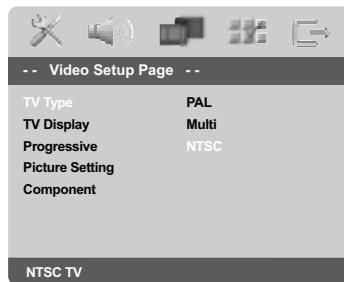 -- Video Setup Page --
TV Type PAL
TV Display Multi
Progressive NTSC
Picture Setting
Component
NTSC TV